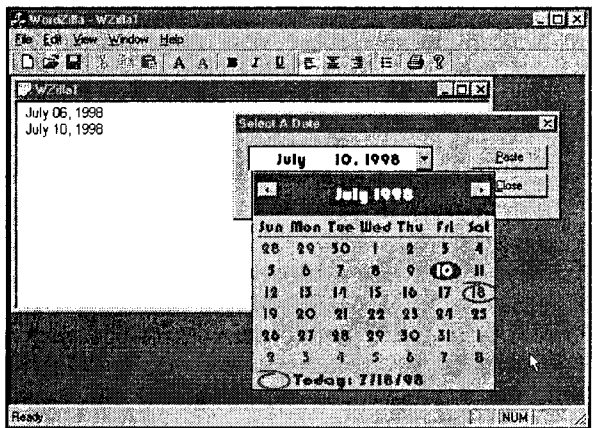 WordZilla - WZilla1
File Edit View Window Help
A A B I U
WZilla1
July 06, 1998
July 10, 1998
Select A Date
July 10, 1998
Paste
Close
July 1998
Sun Mon Tue Wed Thu Fri Sat
28 29 30 1 2 3 4
5 6 7 8 9 10 11
12 13 14 15 16 17 18
19 20 21 22 23 24 25
26 27 28 29 30 31 1
2 3 4 5 6 7 8
Today: 7/18/98
Ready
NUM